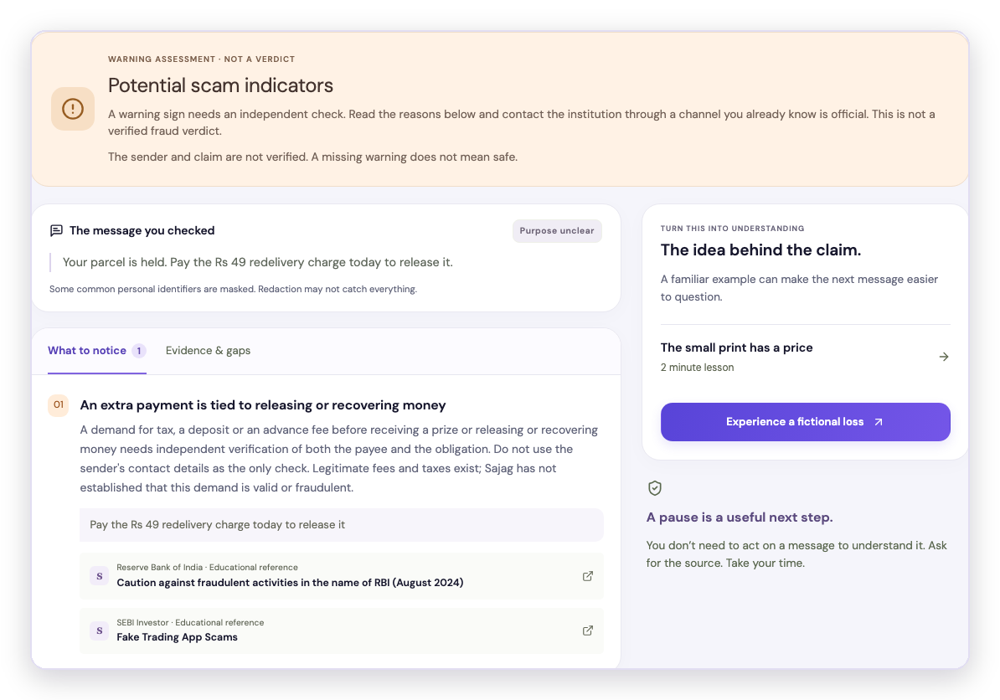 WARNING ASSESSMENT · NOT A VERDICT
Potential scam indicators
A warning sign needs an independent check. Read the reasons below and contact the institution through a channel you already know is official. This is not a
verified fraud verdict.
The sender and claim are not verified. A missing warning does not mean safe.
The message you checked
Purpose unclear
Your parcel is held. Pay the Rs 49 redelivery charge today to release it.
Some common personal identifiers are masked. Redaction may not catch everything.
What to notice 1
Evidence & gaps
01
An extra payment is tied to releasing or recovering money
A demand for tax, a deposit or an advance fee before receiving a prize or releasing or recovering
money needs independent verification of both the payee and the obligation. Do not use the
sender's contact details as the only check. Legitimate fees and taxes exist; Sajag has not
established that this demand is valid or fraudulent.
Pay the Rs 49 redelivery charge today to release it
S
Reserve Bank of India · Educational reference
Caution against fraudulent activities in the name of RBI (August 2024)
S
SEBI Investor · Educational reference
Fake Trading App Scams
TURN THIS INTO UNDERSTANDING
The idea behind the claim.
A familiar example can make the next message easier
to question.
The small print has a price
2 minute lesson
Experience a fictional loss
A pause is a useful next step.
You don’t need to act on a message to understand it. Ask
for the source. Take your time.